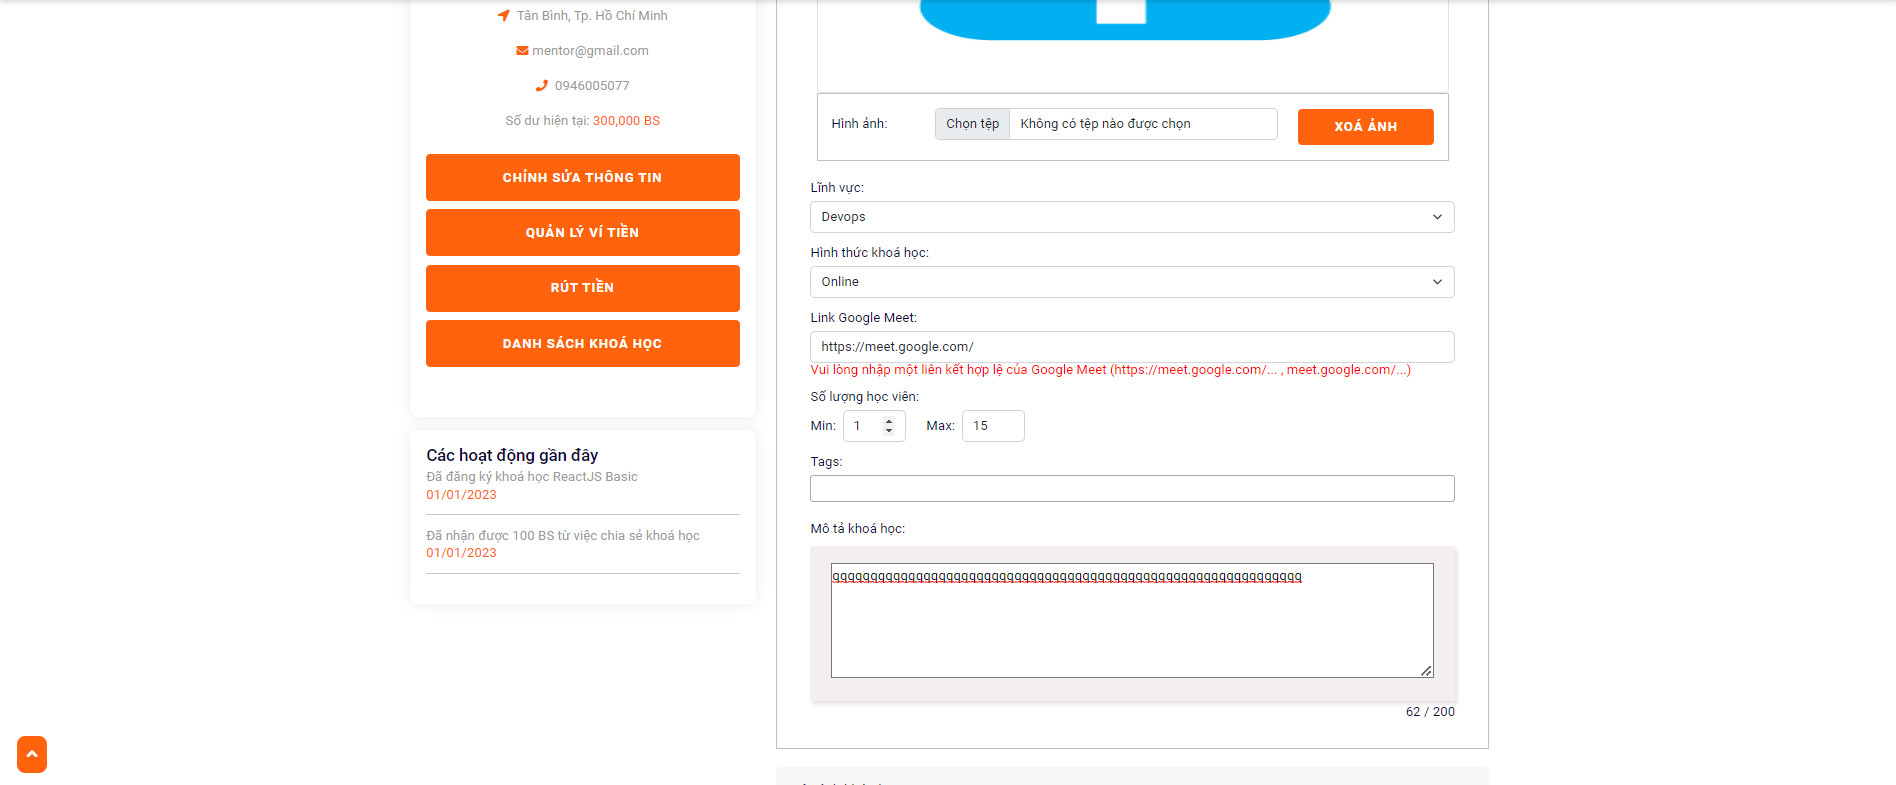 Tân Bình, Tp. Hồ Chí Minh
mentor@gmail.com
0946005077
Số dư hiện tại: 300,000 BS
CHỈNH SỬA THÔNG TIN
QUẢN LÝ VÍ TIỀN
RÚT TIỀN
DANH SÁCH KHOÁ HỌC
Các hoạt động gần đây
Đã đăng ký khoá học ReactJS Basic
01/01/2023
Đã nhận được 100 BS từ việc chia sẻ khoá học
01/01/2023
Hình ảnh:
Chọn tệp Không có tệp nào được chọn
XOÁ ẢNH
Lĩnh vực:
Devops
Hình thức khoá học:
Online
Link Google Meet:
https://meet.google.com/
Vui lòng nhập một liên kết hợp lệ của Google Meet (https://meet.google.com/... , meet.google.com/...)
Số lượng học viên:
Min: 1 Max: 15
Tags:
Mô tả khoá học:
qqqqqqqqqqqqqqqqqqqqqqqqqqqqqqqqqqqqqqqqqqqqqqqqqqqqqqqqqqqqqq
62 / 200